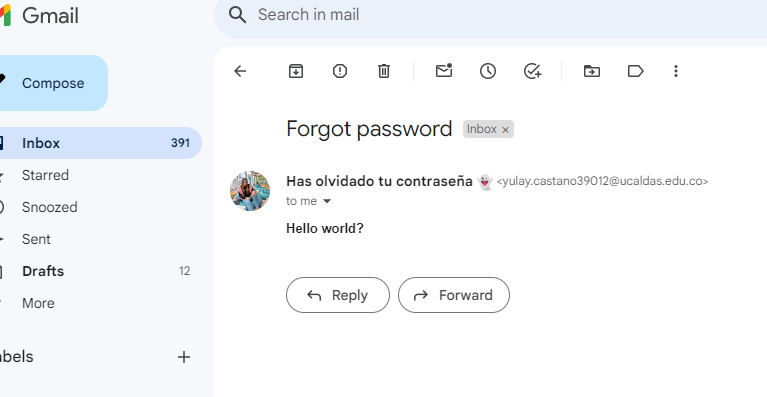 Gmail
Search in mail
Compose
Forgot password Inbox ×
Inbox 391
Has olvidado tu contraseña 👻 <yulay.castano39012@ucaldas.edu.co>
Starred
to me
Snoozed
Hello world?
Sent
Drafts 12
Reply Forward
More
abels +